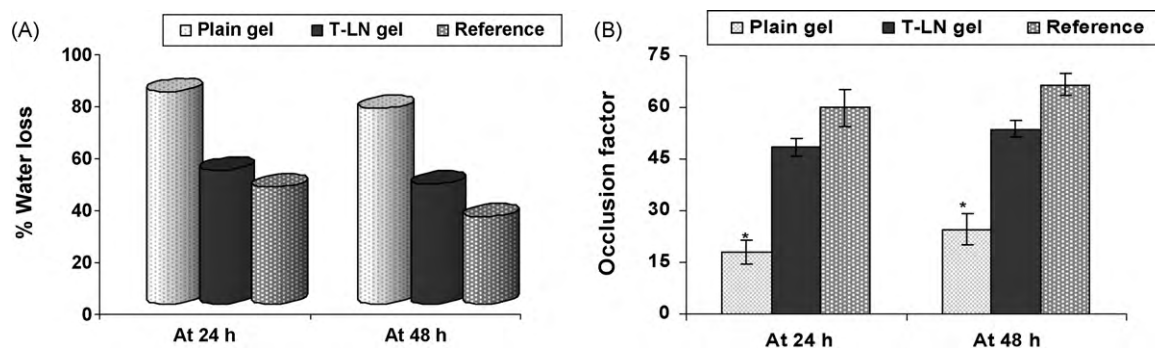 (A)
Plain gel T-LN gel Reference
100
80
60
40
20
0
% Water loss
At 24 h At 48 h
(B)
Plain gel T-LN gel Reference
75
60
45
30
15
0
Occlusion factor
*
*
At 24 h At 48 h